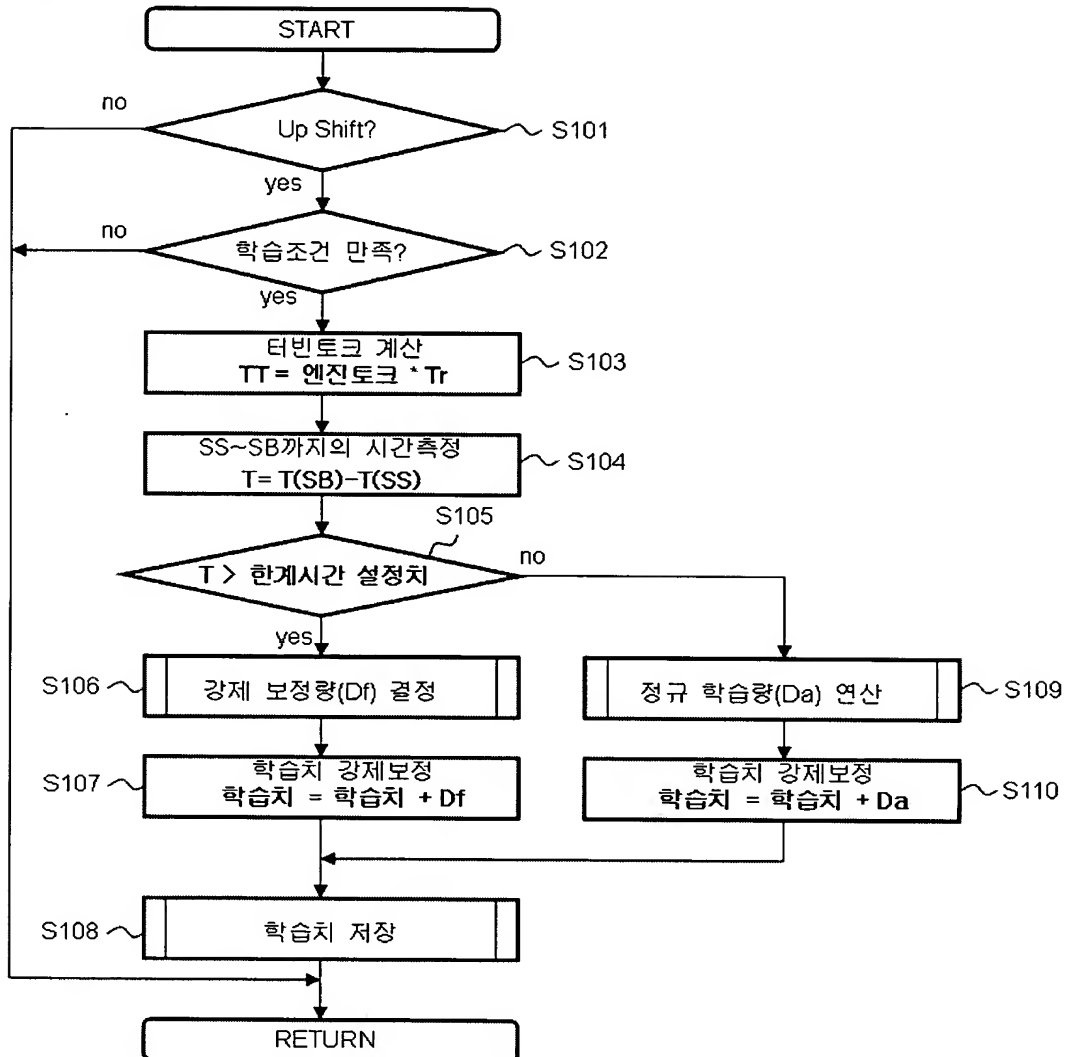 START
no
Up Shift?
S101
yes
no
학습조건 만족?
S102
yes
터빈토크 계산
TT = 엔진토크 * Tr
S103
SS~SB까지의 시간측정
T= T(SB)-T(SS)
S104
S105
T > 한계시간 설정치
no
yes
S106
강제 보정량(Df) 결정
정규 학습량(Da) 연산
S109
S107
학습치 강제보정
학습치 = 학습치 + Df
학습치 강제보정
학습치 = 학습치 + Da
S110
S108
학습치 저장
RETURN